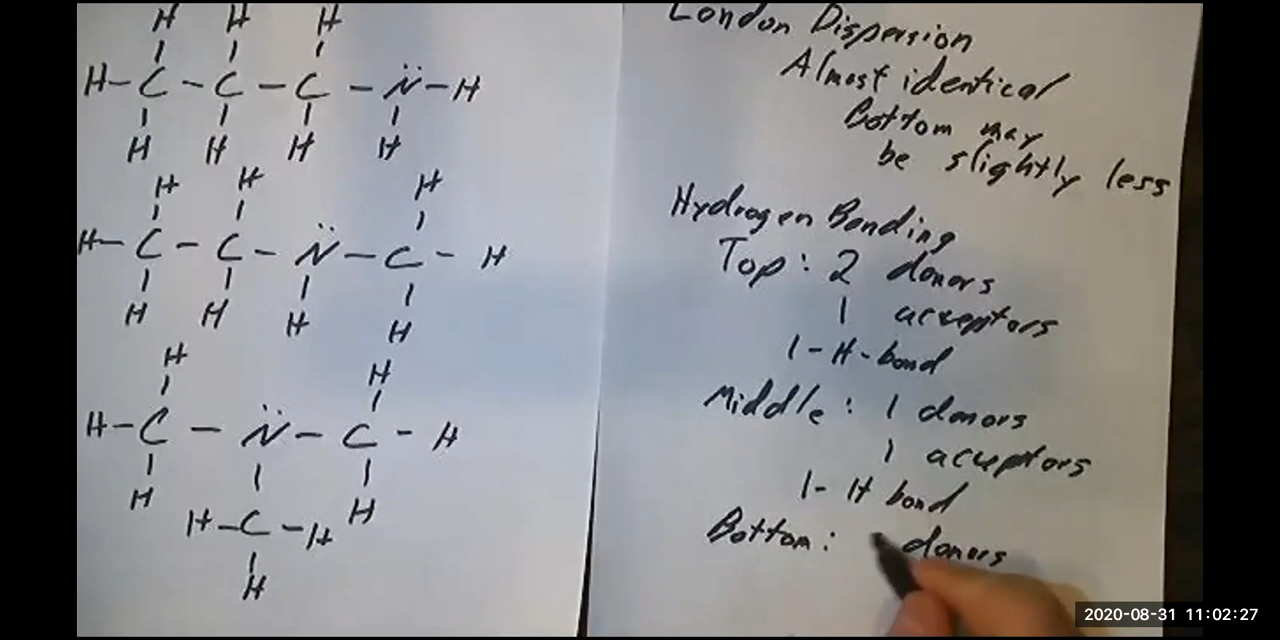 H H H
H-C-C-C-N̈-H
H H H H
H H H
H-C-C-N̈-C-H
H H H H
H H
H-C-N̈-C-H
H H
H-C-H
H
London Dispersion
Almost identical
Bottom may
be slightly less
Hydrogen Bonding
Top: 2 donors
1 acceptors
1-H-bond
Middle: 1 donors
1 acceptors
1-H bond
Bottom: donors
2020-08-31 11:02:27